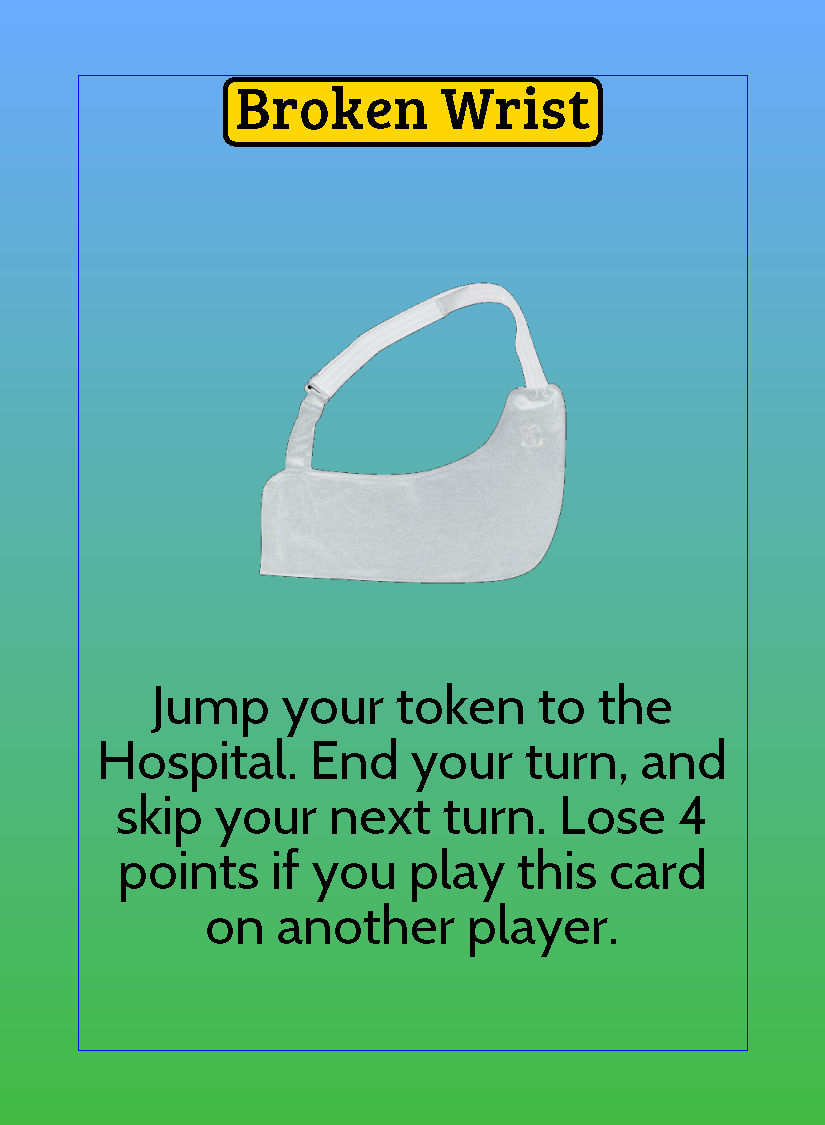 Broken Wrist
Jump your token to the
Hospital. End your turn, and
skip your next turn. Lose 4
points if you play this card
on another player.